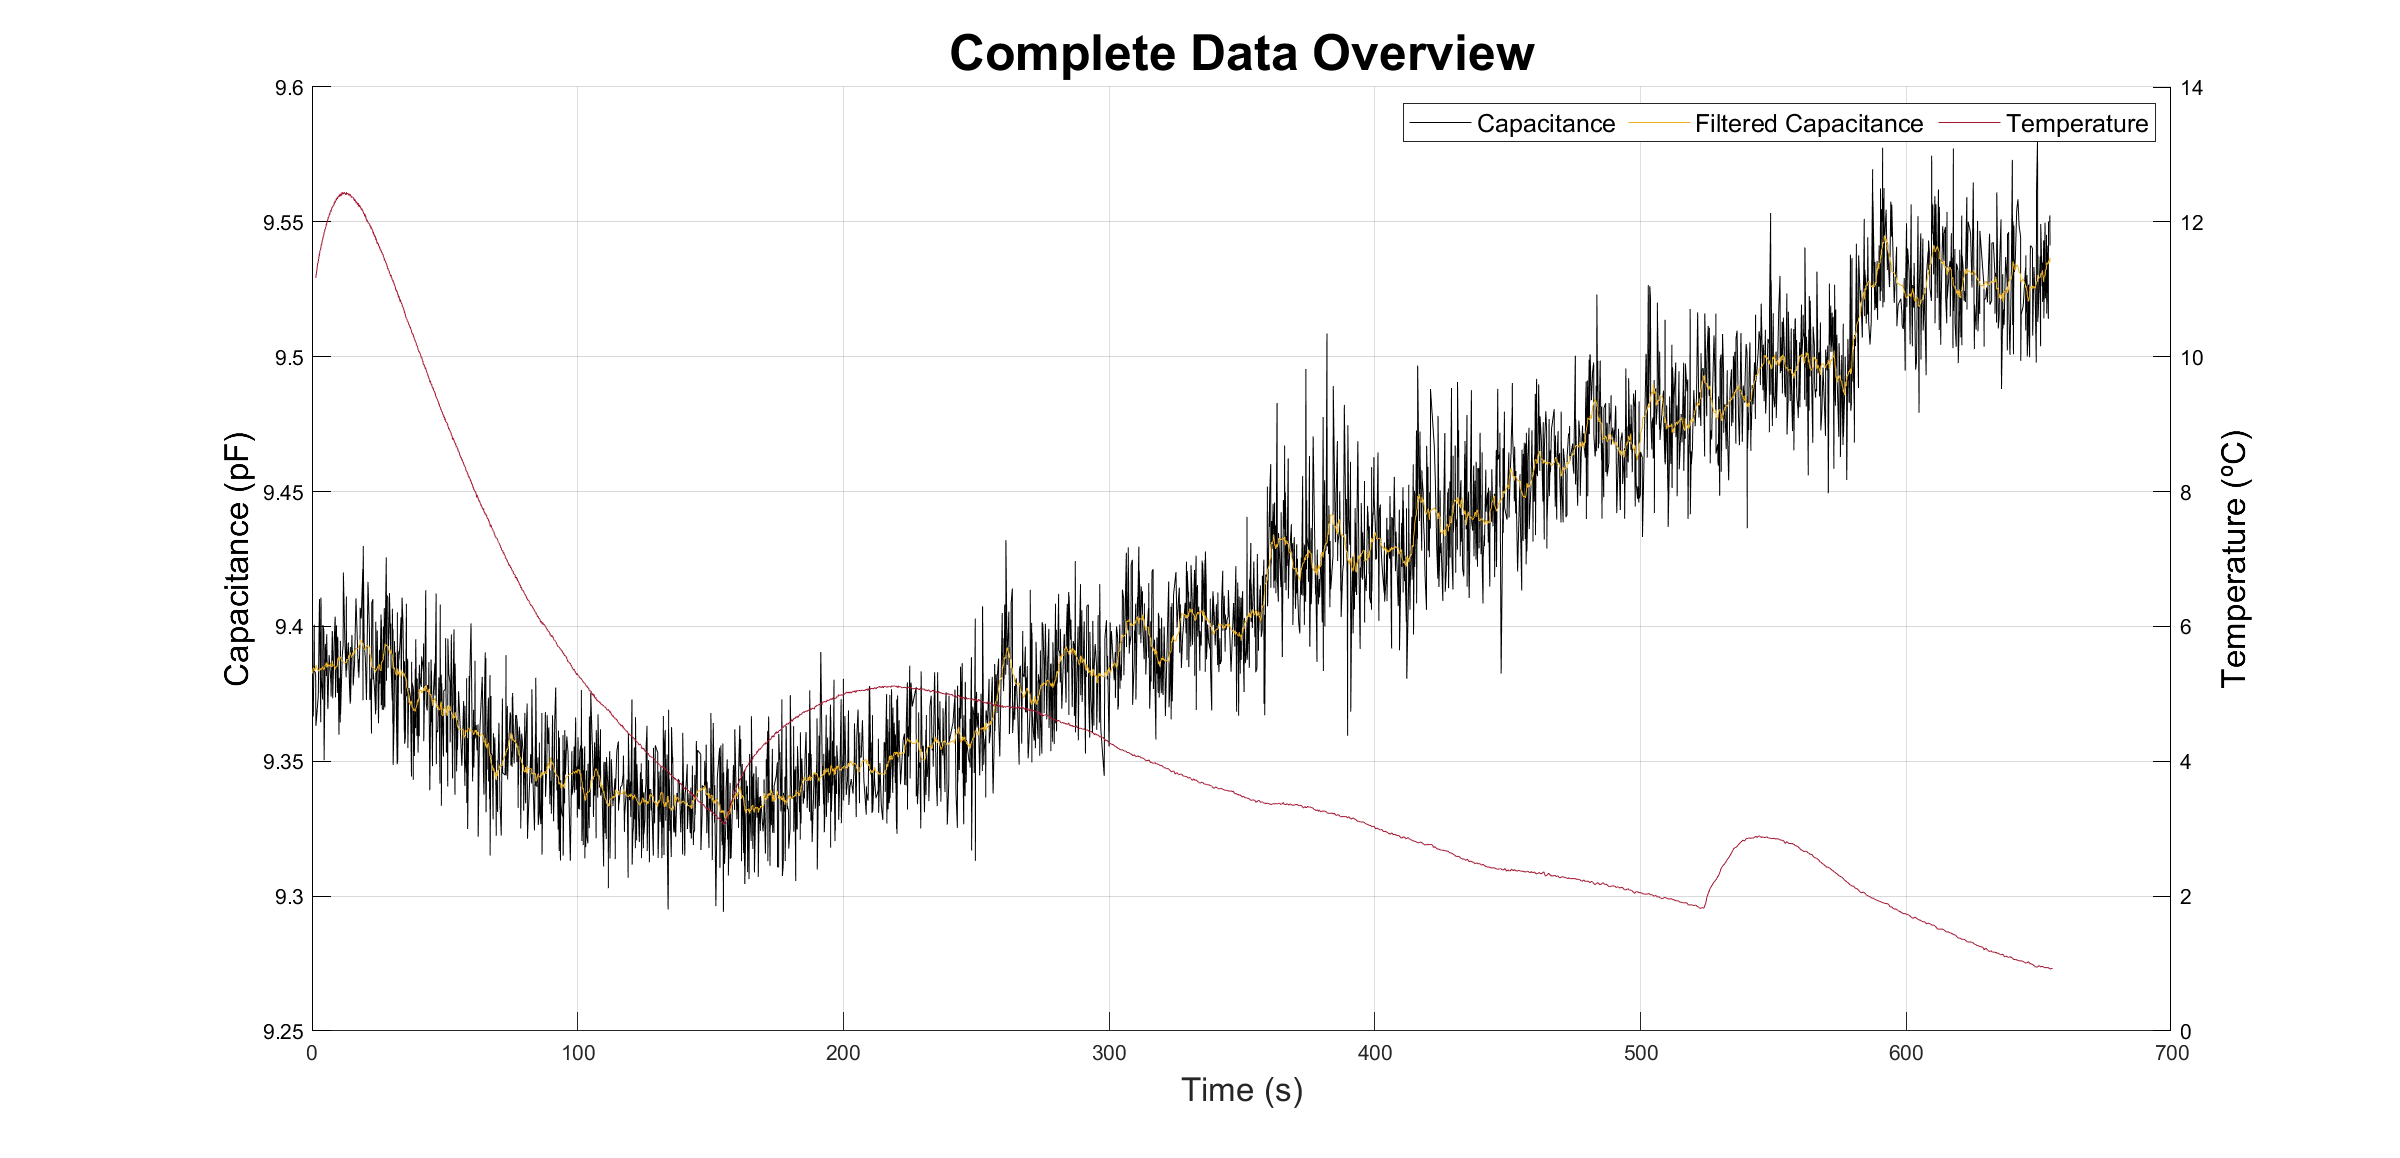 Complete Data Overview
Capacitance Filtered Capacitance Temperature
Capacitance (pF)
9.6
9.55
9.5
9.45
9.4
9.35
9.3
9.25
14
12
10
8
6
4
2
0
Temperature (ºC)
0 100 200 300 400 500 600 700
Time (s)